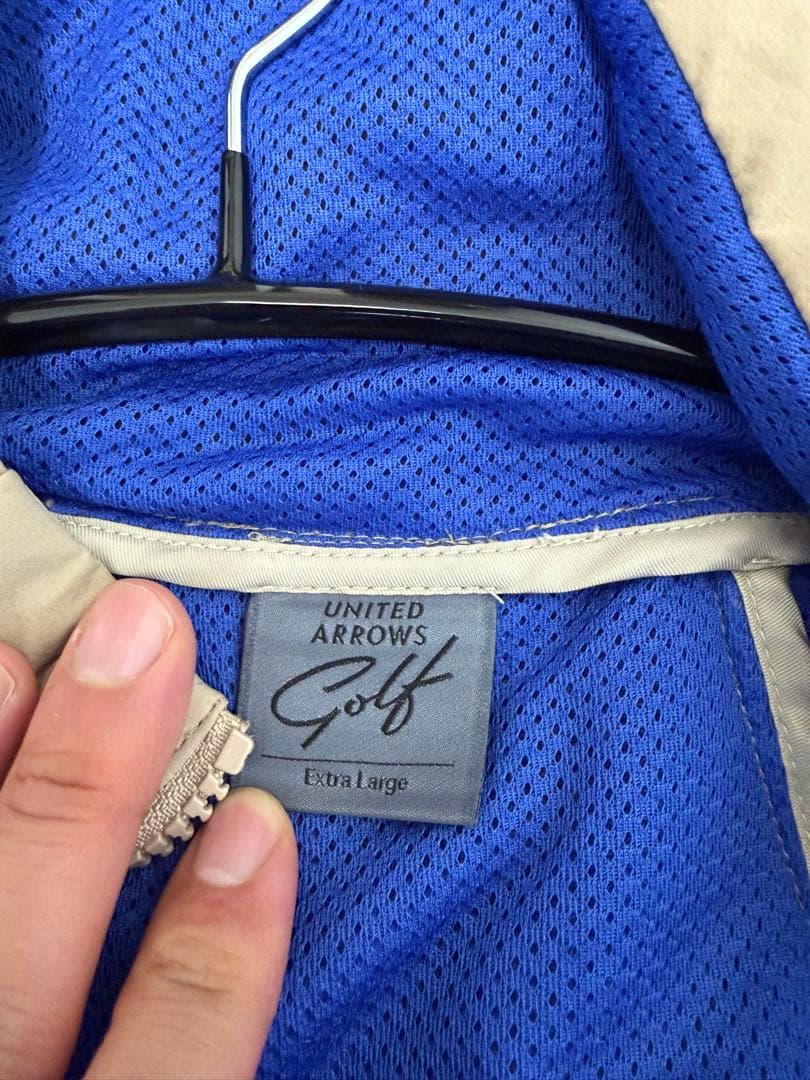 UNITED
ARROWS
Golf
Extra Large